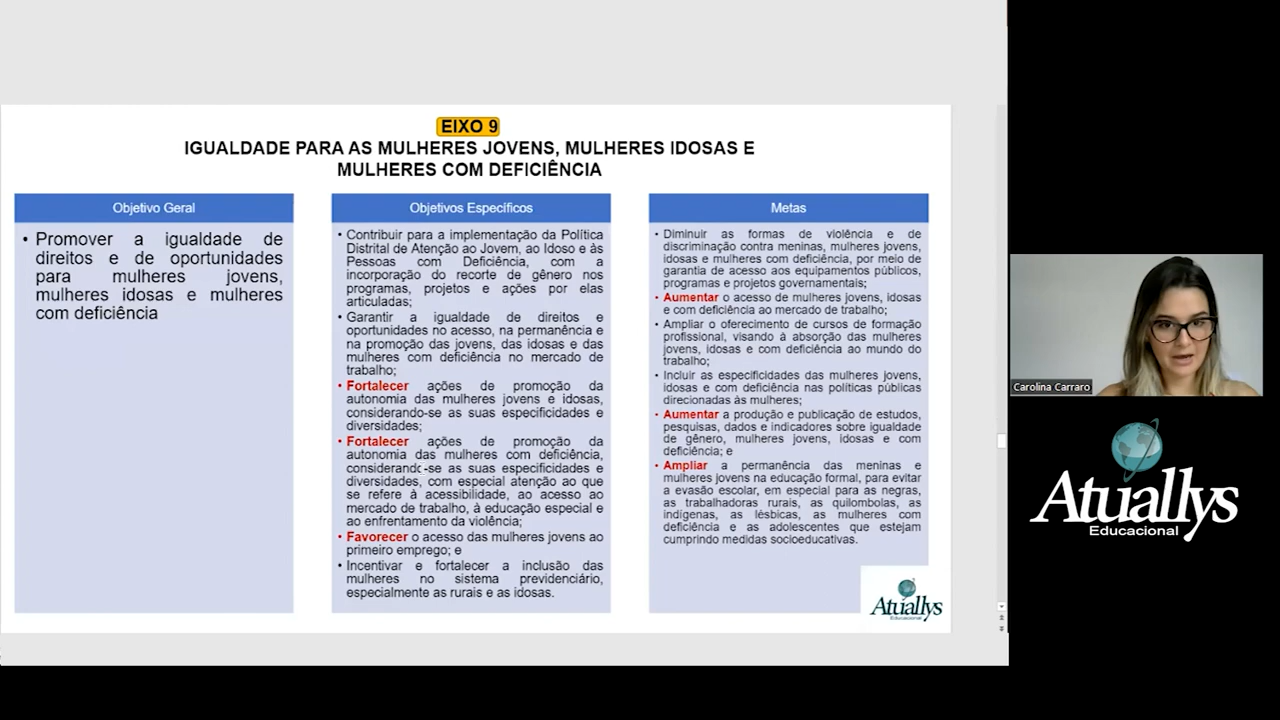 EIXO 9
IGUALDADE PARA AS MULHERES JOVENS, MULHERES IDOSAS E
MULHERES COM DEFICIÊNCIA
Objetivo Geral
• Promover a igualdade de
direitos e de oportunidades
para mulheres jovens,
mulheres idosas e mulheres
com deficiência
Objetivos Específicos
• Contribuir para a implementação da Política
Distrital de Atenção ao Jovem, ao Idoso e às
Pessoas com Deficiência, com a
incorporação do recorte de gênero nos
programas, projetos e ações por elas
articuladas;
• Garantir a igualdade de direitos e
oportunidades no acesso, na permanência e
na promoção das jovens, das idosas e das
mulheres com deficiência no mercado de
trabalho;
• Fortalecer ações de promoção da
autonomia das mulheres jovens e idosas,
considerando-se as suas especificidades e
diversidades;
• Fortalecer ações de promoção da
autonomia das mulheres com deficiência,
considerando-se as suas especificidades e
diversidades, com especial atenção ao que
se refere à acessibilidade, ao acesso ao
mercado de trabalho, à educação especial e
ao enfrentamento da violência;
• Favorecer o acesso das mulheres jovens ao
primeiro emprego; e
• Incentivar e fortalecer a inclusão das
mulheres no sistema previdenciário,
especialmente as rurais e as idosas.
Metas
• Diminuir as formas de violência e de
discriminação contra meninas, mulheres jovens,
idosas e mulheres com deficiência, por meio de
garantia de acesso aos equipamentos públicos,
programas e projetos governamentais;
• Aumentar o acesso de mulheres jovens, idosas
e com deficiência ao mercado de trabalho;
• Ampliar o oferecimento de cursos de formação
profissional, visando à absorção das mulheres
jovens, idosas e com deficiência ao mundo do
trabalho;
• Incluir as especificidades das mulheres jovens,
idosas e com deficiência nas políticas públicas
direcionadas às mulheres;
• Aumentar a produção e publicação de estudos,
pesquisas, dados e indicadores sobre igualdade
de gênero, mulheres jovens, idosas e com
deficiência; e
• Ampliar a permanência das meninas e
mulheres jovens na educação formal, para evitar
a evasão escolar, em especial para as negras,
as trabalhadoras rurais, as quilombolas, as
indígenas, as lésbicas, as mulheres com
deficiência e as adolescentes que estejam
cumprindo medidas socioeducativas.
Atuallys
Educacional
Carolina Carraro
Atuallys
Educacional